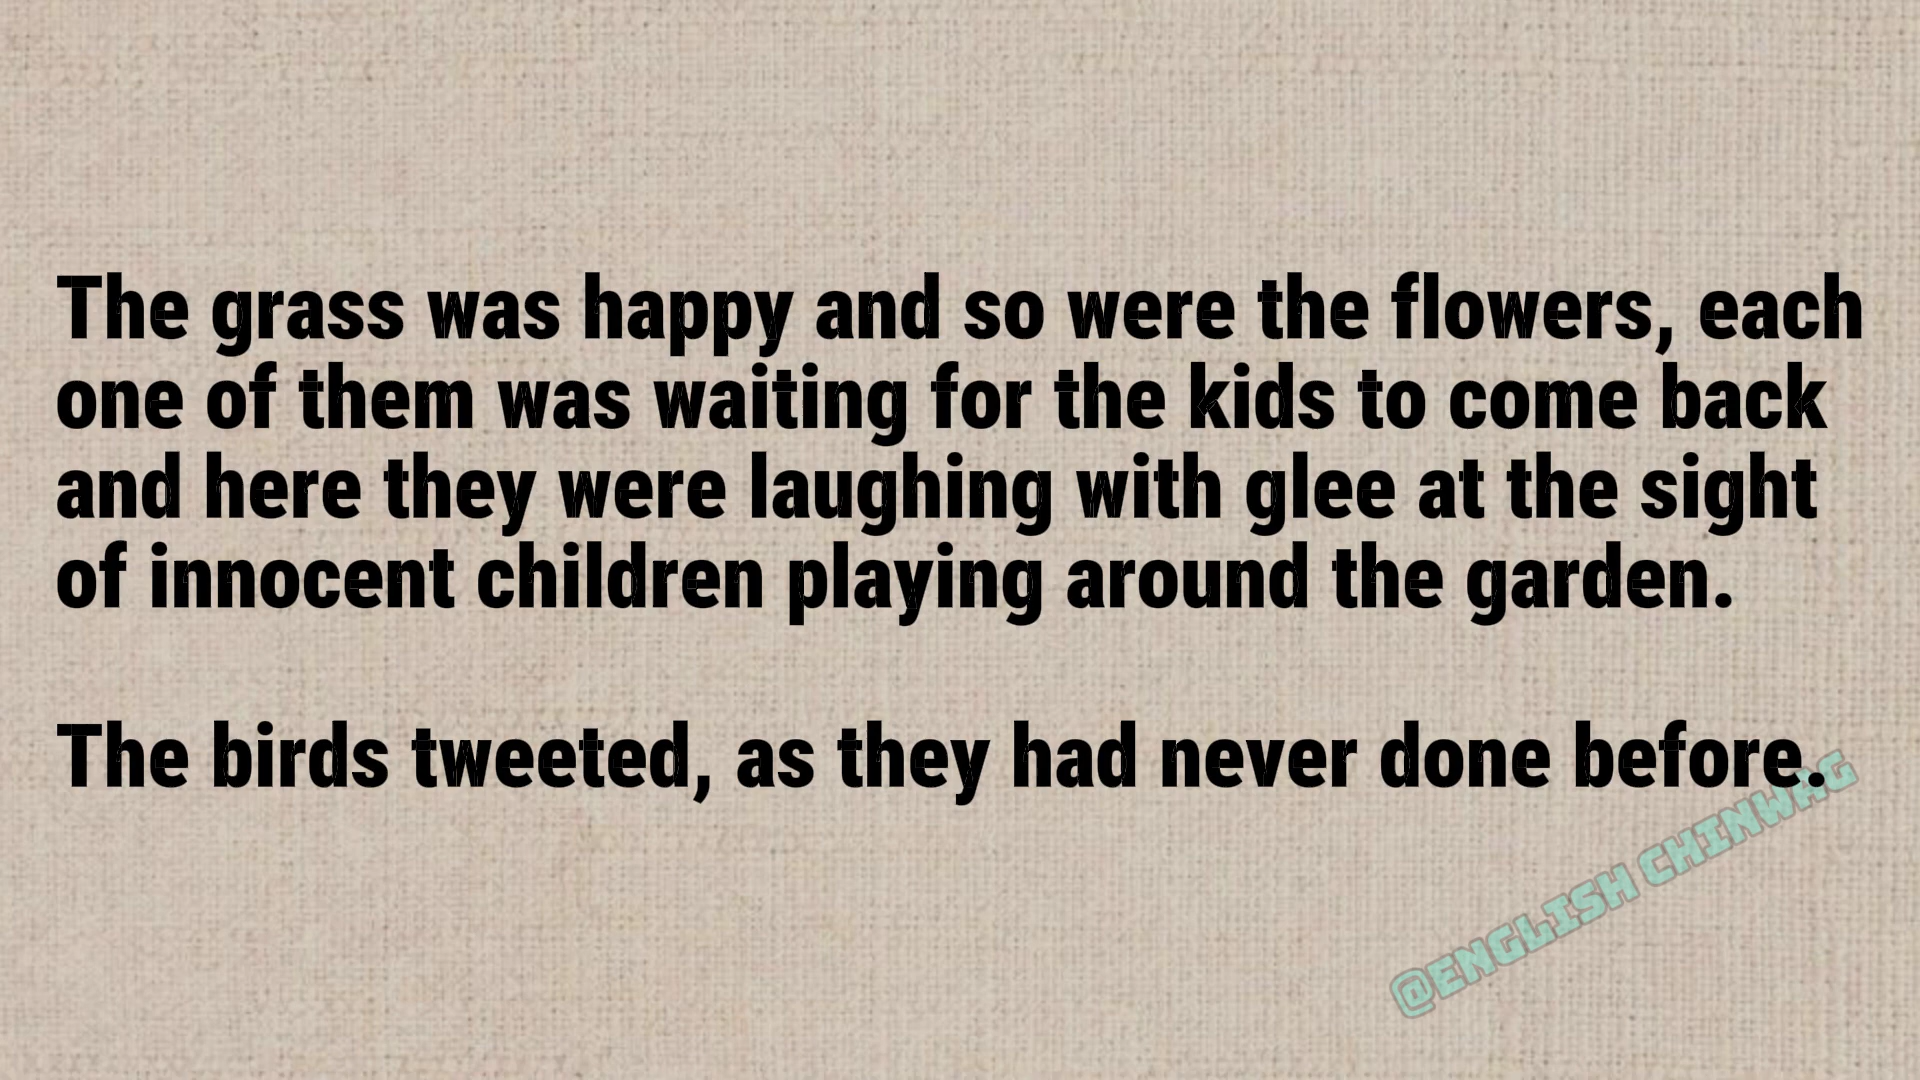 The grass was happy and so were the flowers, each
one of them was waiting for the kids to come back
and here they were laughing with glee at the sight
of innocent children playing around the garden.
The birds tweeted, as they had never done before.
@ENGLISH CHINWAG